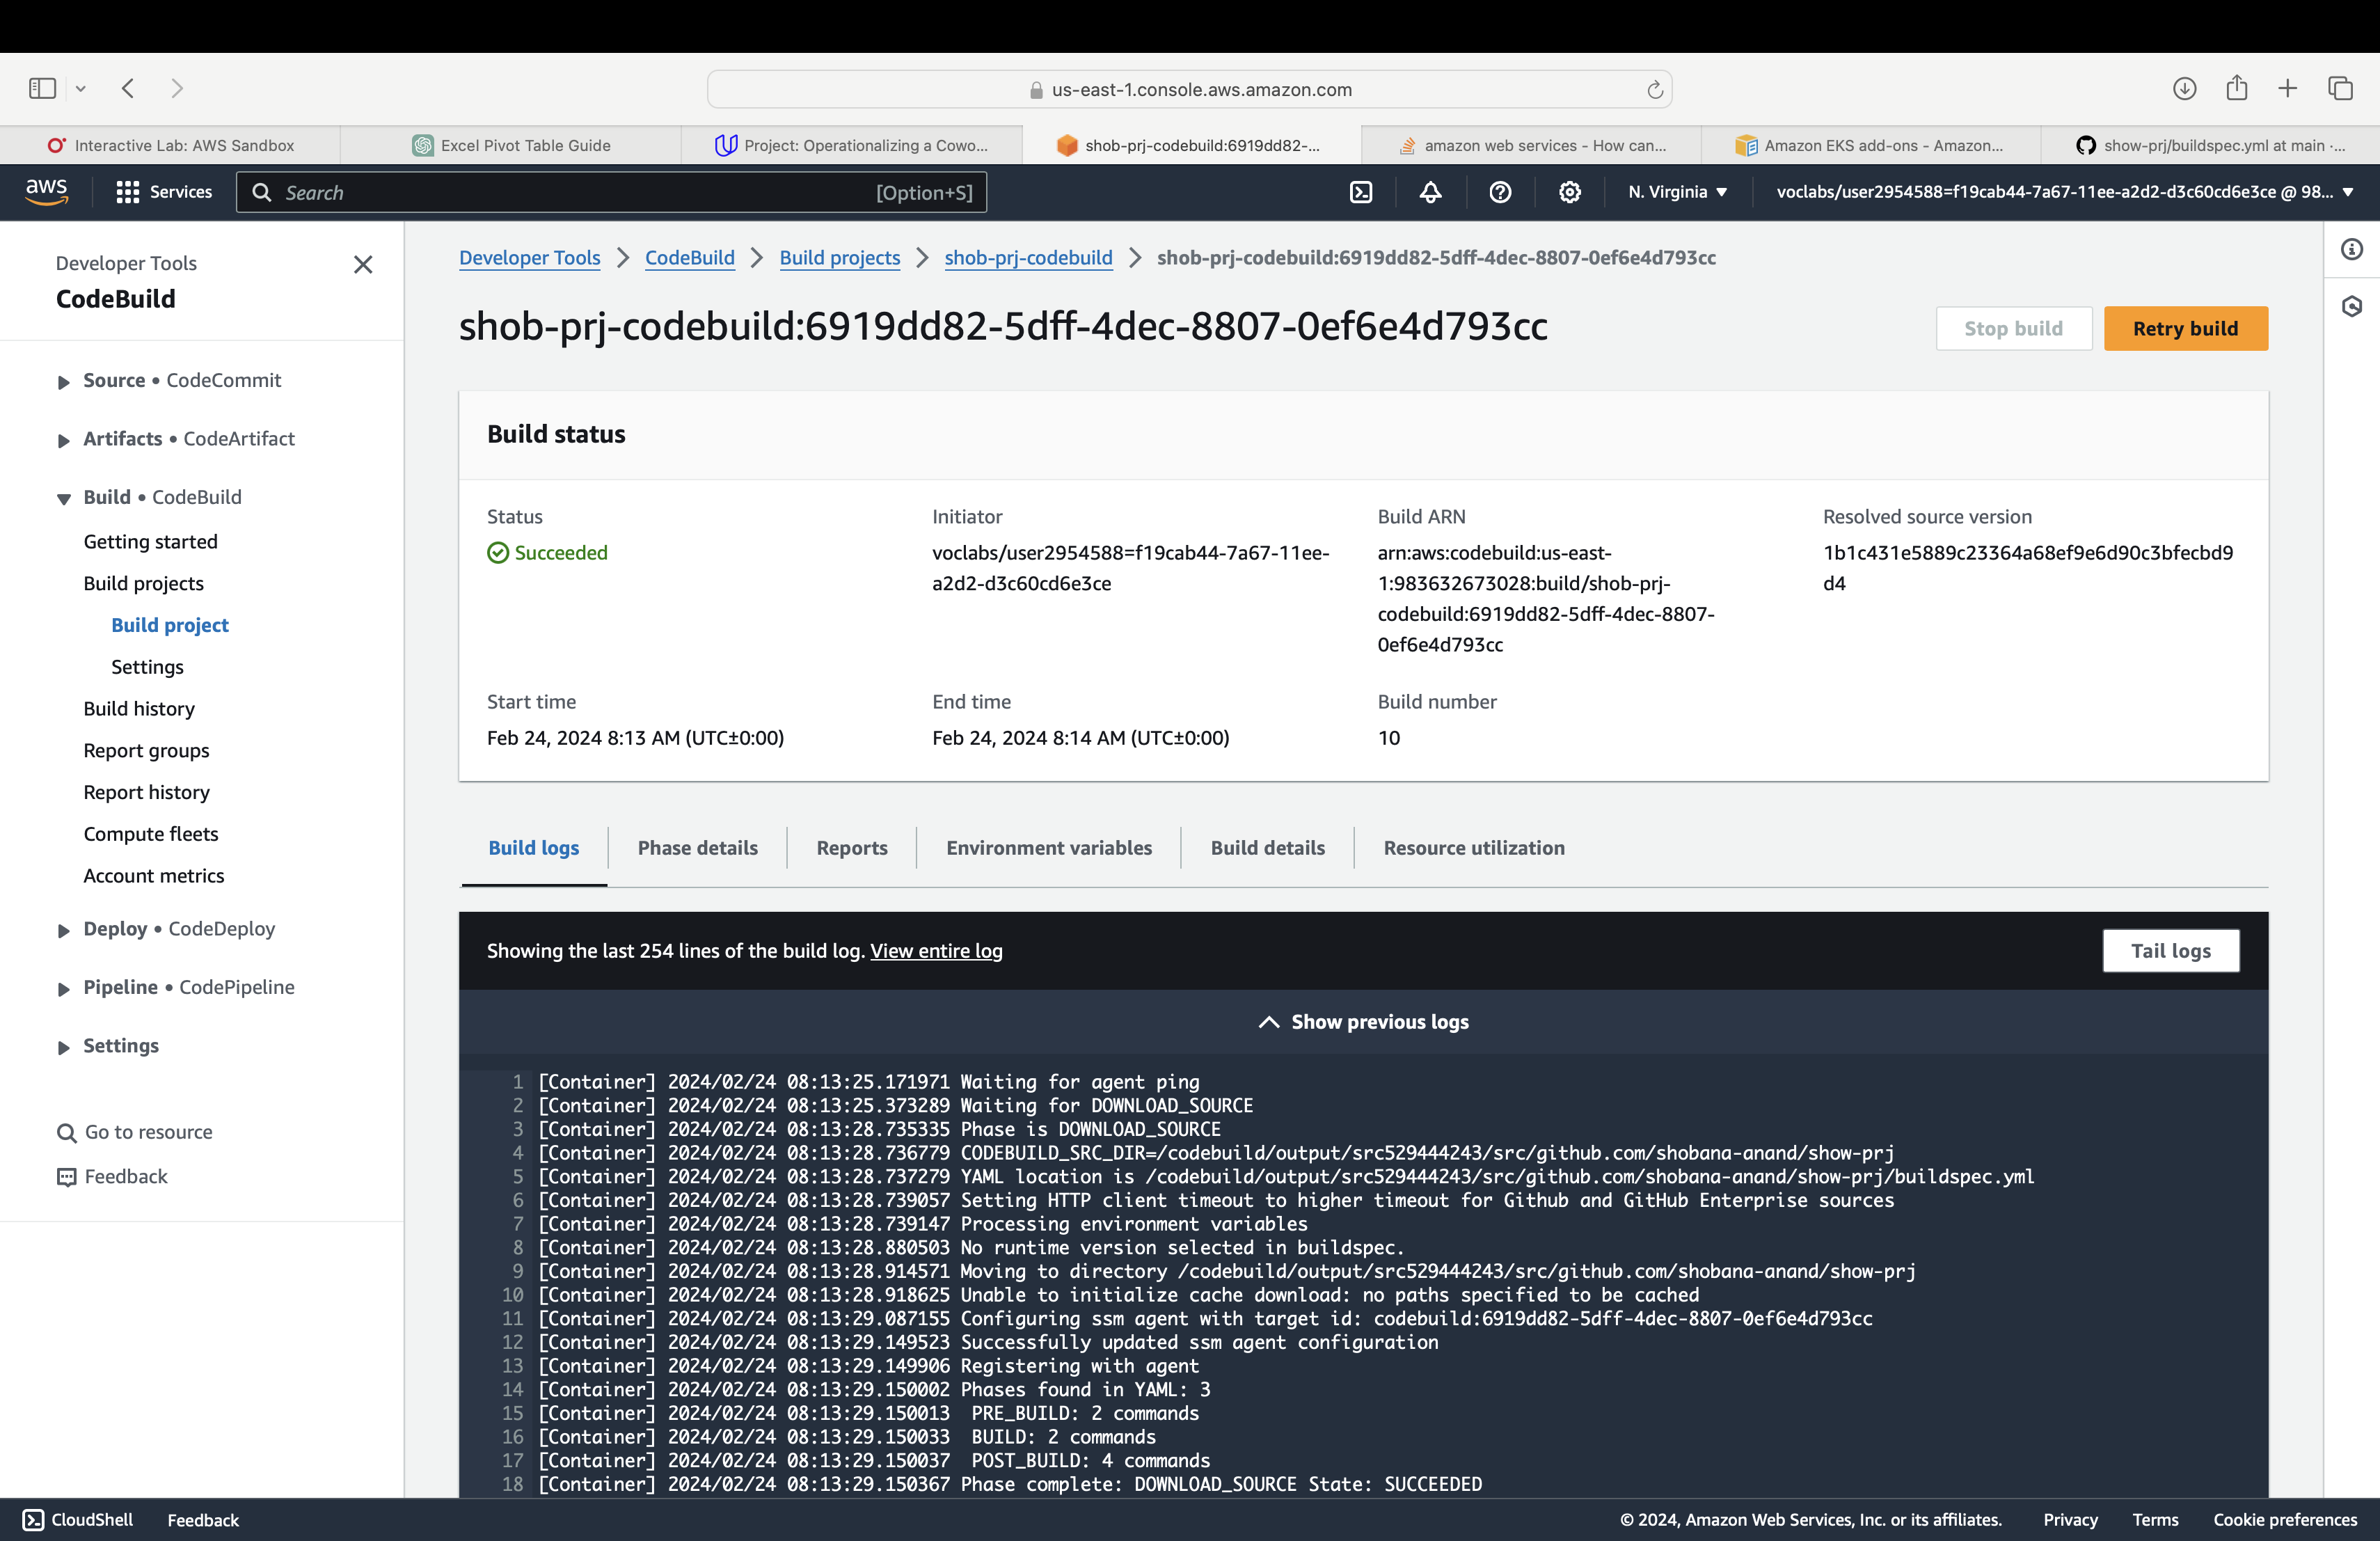 us-east-1.console.aws.amazon.com
Interactive Lab: AWS Sandbox
Excel Pivot Table Guide
Project: Operationalizing a Cowo...
shob-prj-codebuild:6919dd82-...
amazon web services - How can...
Amazon EKS add-ons - Amazon...
show-prj/buildspec.yml at main ·...
aws
Services
Search
[Option+S]
N. Virginia
voclabs/user2954588=f19cab44-7a67-11ee-a2d2-d3c60cd6e3ce @ 98...
Developer Tools
CodeBuild
Source • CodeCommit
Artifacts • CodeArtifact
Build • CodeBuild
Getting started
Build projects
Build project
Settings
Build history
Report groups
Report history
Compute fleets
Account metrics
Deploy • CodeDeploy
Pipeline • CodePipeline
Settings
Go to resource
Feedback
Developer Tools
CodeBuild
Build projects
shob-prj-codebuild
shob-prj-codebuild:6919dd82-5dff-4dec-8807-0ef6e4d793cc
shob-prj-codebuild:6919dd82-5dff-4dec-8807-0ef6e4d793cc
Stop build
Retry build
Build status
Status
Succeeded
Initiator
voclabs/user2954588=f19cab44-7a67-11ee-
a2d2-d3c60cd6e3ce
Build ARN
arn:aws:codebuild:us-east-
1:983632673028:build/shob-prj-
codebuild:6919dd82-5dff-4dec-8807-
0ef6e4d793cc
Resolved source version
1b1c431e5889c23364a68ef9e6d90c3bfecbd9
d4
Start time
Feb 24, 2024 8:13 AM (UTC±0:00)
End time
Feb 24, 2024 8:14 AM (UTC±0:00)
Build number
10
Build logs
Phase details
Reports
Environment variables
Build details
Resource utilization
Showing the last 254 lines of the build log. View entire log
Tail logs
Show previous logs
1 [Container] 2024/02/24 08:13:25.171971 Waiting for agent ping
2 [Container] 2024/02/24 08:13:25.373289 Waiting for DOWNLOAD_SOURCE
3 [Container] 2024/02/24 08:13:28.735335 Phase is DOWNLOAD_SOURCE
4 [Container] 2024/02/24 08:13:28.736779 CODEBUILD_SRC_DIR=/codebuild/output/src529444243/src/github.com/shobana-anand/show-prj
5 [Container] 2024/02/24 08:13:28.737279 YAML location is /codebuild/output/src529444243/src/github.com/shobana-anand/show-prj/buildspec.yml
6 [Container] 2024/02/24 08:13:28.739057 Setting HTTP client timeout to higher timeout for Github and GitHub Enterprise sources
7 [Container] 2024/02/24 08:13:28.739147 Processing environment variables
8 [Container] 2024/02/24 08:13:28.880503 No runtime version selected in buildspec.
9 [Container] 2024/02/24 08:13:28.914571 Moving to directory /codebuild/output/src529444243/src/github.com/shobana-anand/show-prj
10 [Container] 2024/02/24 08:13:28.918625 Unable to initialize cache download: no paths specified to be cached
11 [Container] 2024/02/24 08:13:29.087155 Configuring ssm agent with target id: codebuild:6919dd82-5dff-4dec-8807-0ef6e4d793cc
12 [Container] 2024/02/24 08:13:29.149523 Successfully updated ssm agent configuration
13 [Container] 2024/02/24 08:13:29.149906 Registering with agent
14 [Container] 2024/02/24 08:13:29.150002 Phases found in YAML: 3
15 [Container] 2024/02/24 08:13:29.150013  PRE_BUILD: 2 commands
16 [Container] 2024/02/24 08:13:29.150033  BUILD: 2 commands
17 [Container] 2024/02/24 08:13:29.150037  POST_BUILD: 4 commands
18 [Container] 2024/02/24 08:13:29.150367 Phase complete: DOWNLOAD_SOURCE State: SUCCEEDED
CloudShell
Feedback
© 2024, Amazon Web Services, Inc. or its affiliates.
Privacy
Terms
Cookie preferences